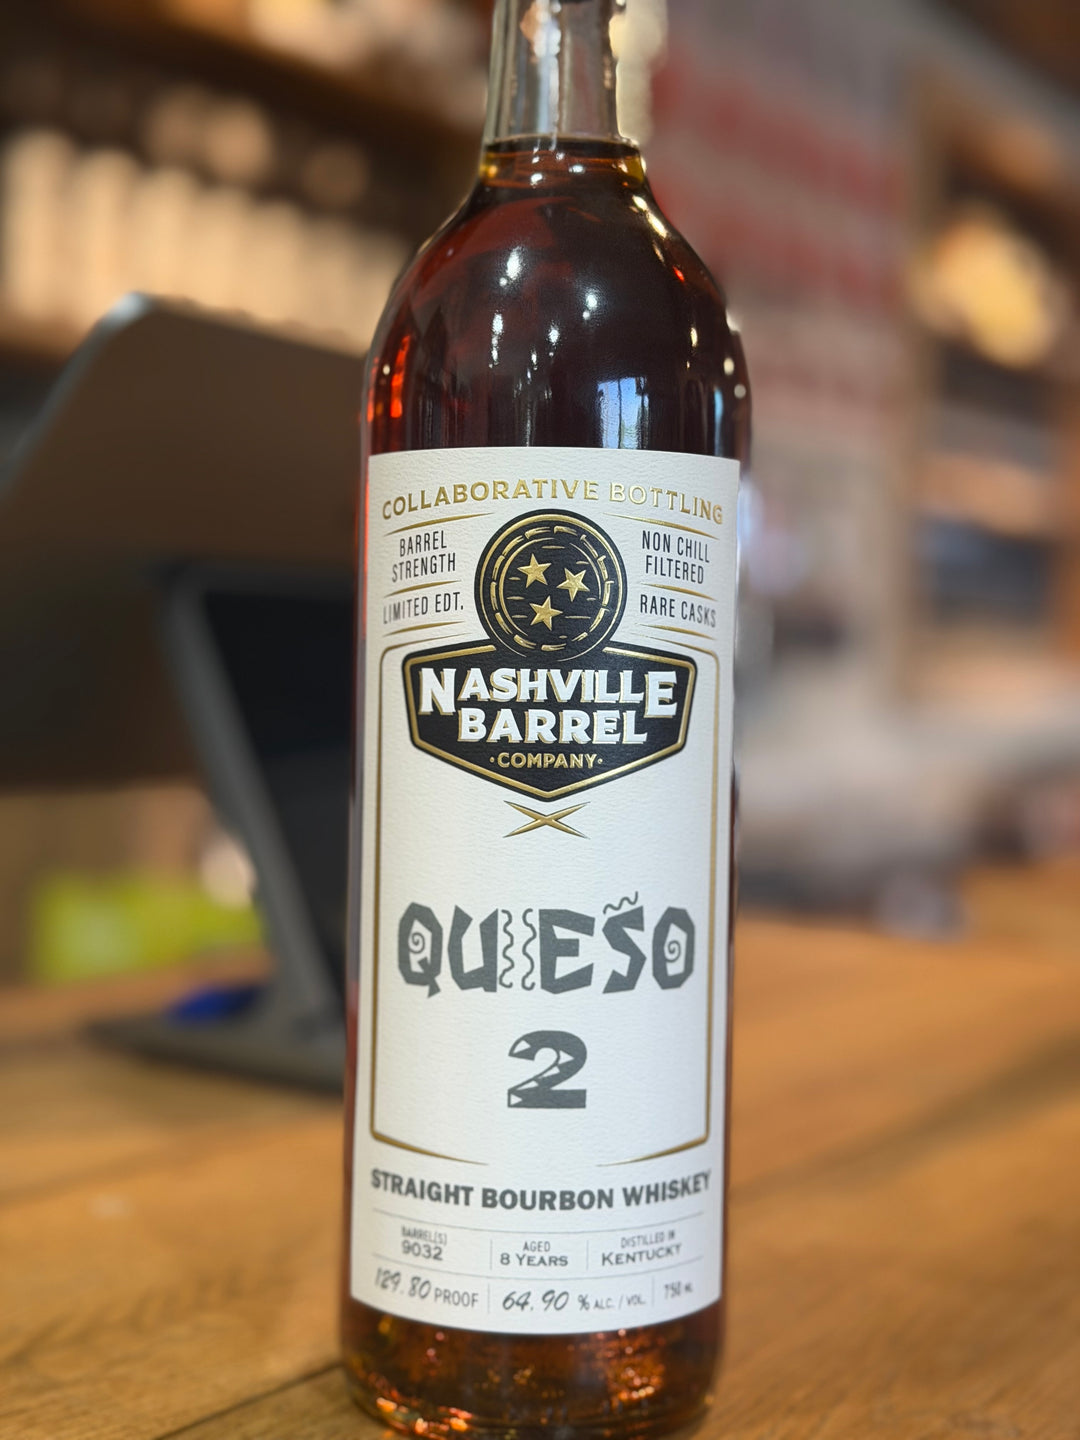 COLLABORATIVE BOTTLING
BARREL STRENGTH
NON CHILL FILTERED
LIMITED EDT.
RARE CASKS
NASHVILLE
BARREL
·COMPANY·
QUESO
2
STRAIGHT BOURBON WHISKEY
BARREL(S)
9032
AGED
8 YEARS
DISTILLED IN
KENTUCKY
129.80 PROOF
64.90 % ALC. / VOL.
750 ML